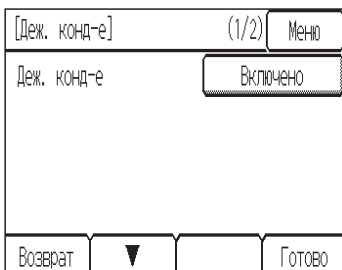 [Деж. конд-е] (1/2) Меню
Деж. конд-е Включено
Возврат ▼ Готово